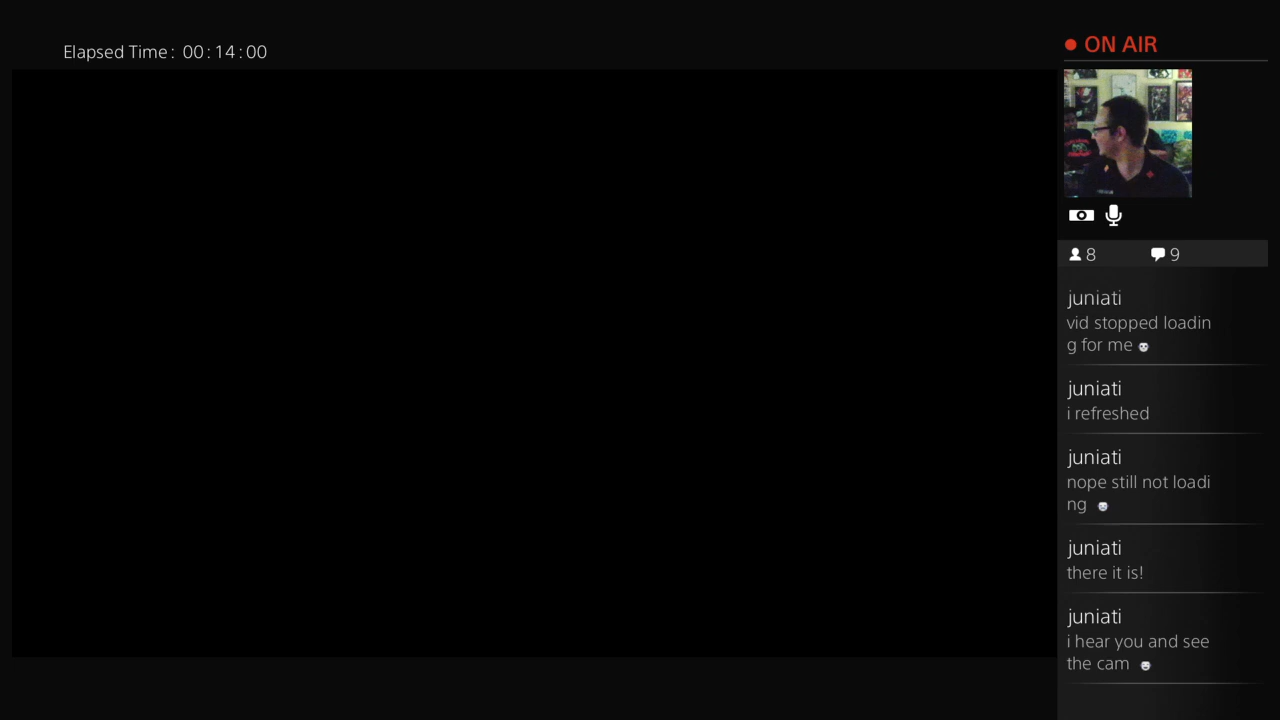 Elapsed Time: 00:14:00
ON AIR
8 9
juniati
vid stopped loadin
g for me
juniati
i refreshed
juniati
nope still not loadi
ng
juniati
there it is!
juniati
i hear you and see
the cam